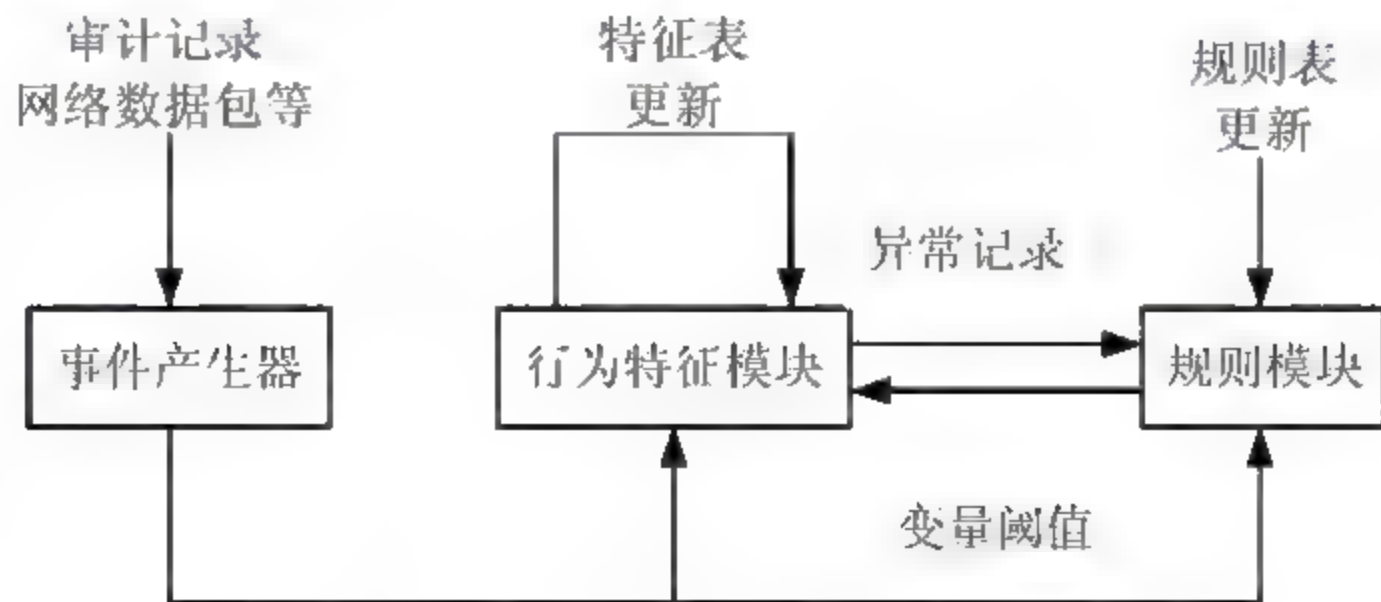 审计记录
网络数据包等
特征表
更新
规则表
更新
异常记录
事件产生器
行为特征模块
规则模块
变量阈值